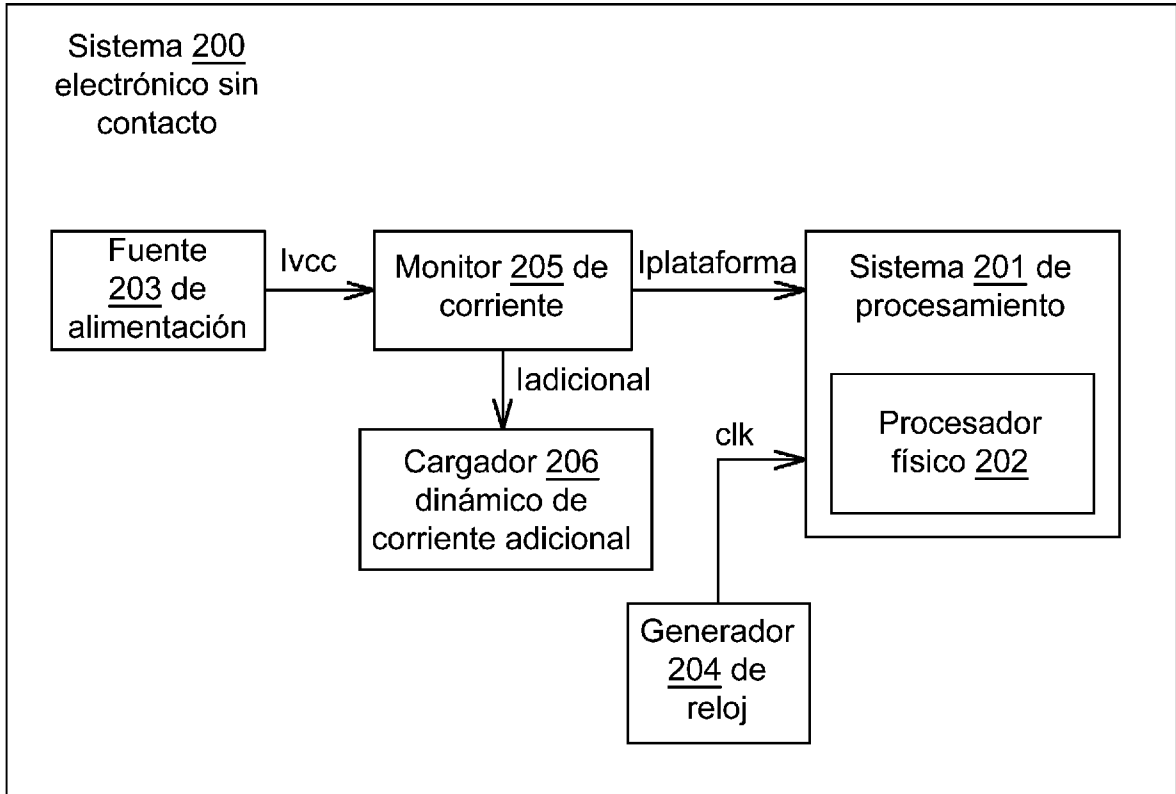 Sistema 200
electrónico sin
contacto
Fuente
203 de
alimentación
Ivcc
Monitor 205 de
corriente
Iplataforma
Sistema 201 de
procesamiento
Iadicional
Cargador 206
dinámico de
corriente adicional
clk
Procesador
físico 202
Generador
204 de
reloj